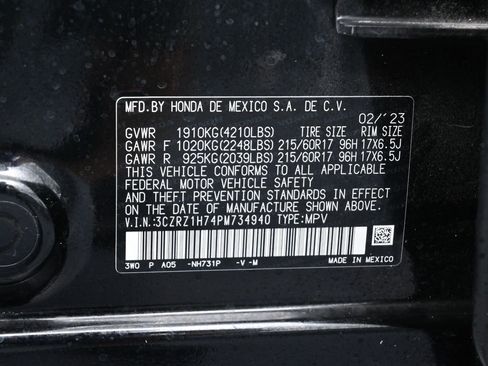 MFD.BY HONDA DE MEXICO S.A. DE C.V.
02/'23
GVWR 1910KG(4210LBS) TIRE SIZE RIM SIZE
GAWR F 1020KG(2248LBS) 215/60R17 96H 17X6.5J
GAWR R 925KG(2039LBS) 215/60R17 96H 17X6.5J
THIS VEHICLE CONFORMS TO ALL APPLICABLE
FEDERAL MOTOR VEHICLE SAFETY
AND THEFT PREVENTION STANDARDS IN EFFECT ON
THE DATE OF MANUFACTURE SHOWN ABOVE.
V.I.N.:3CZRZ1H74PM734940 TYPE:MPV
3W0 P A05 -NH731P -V -M MADE IN MEXICO